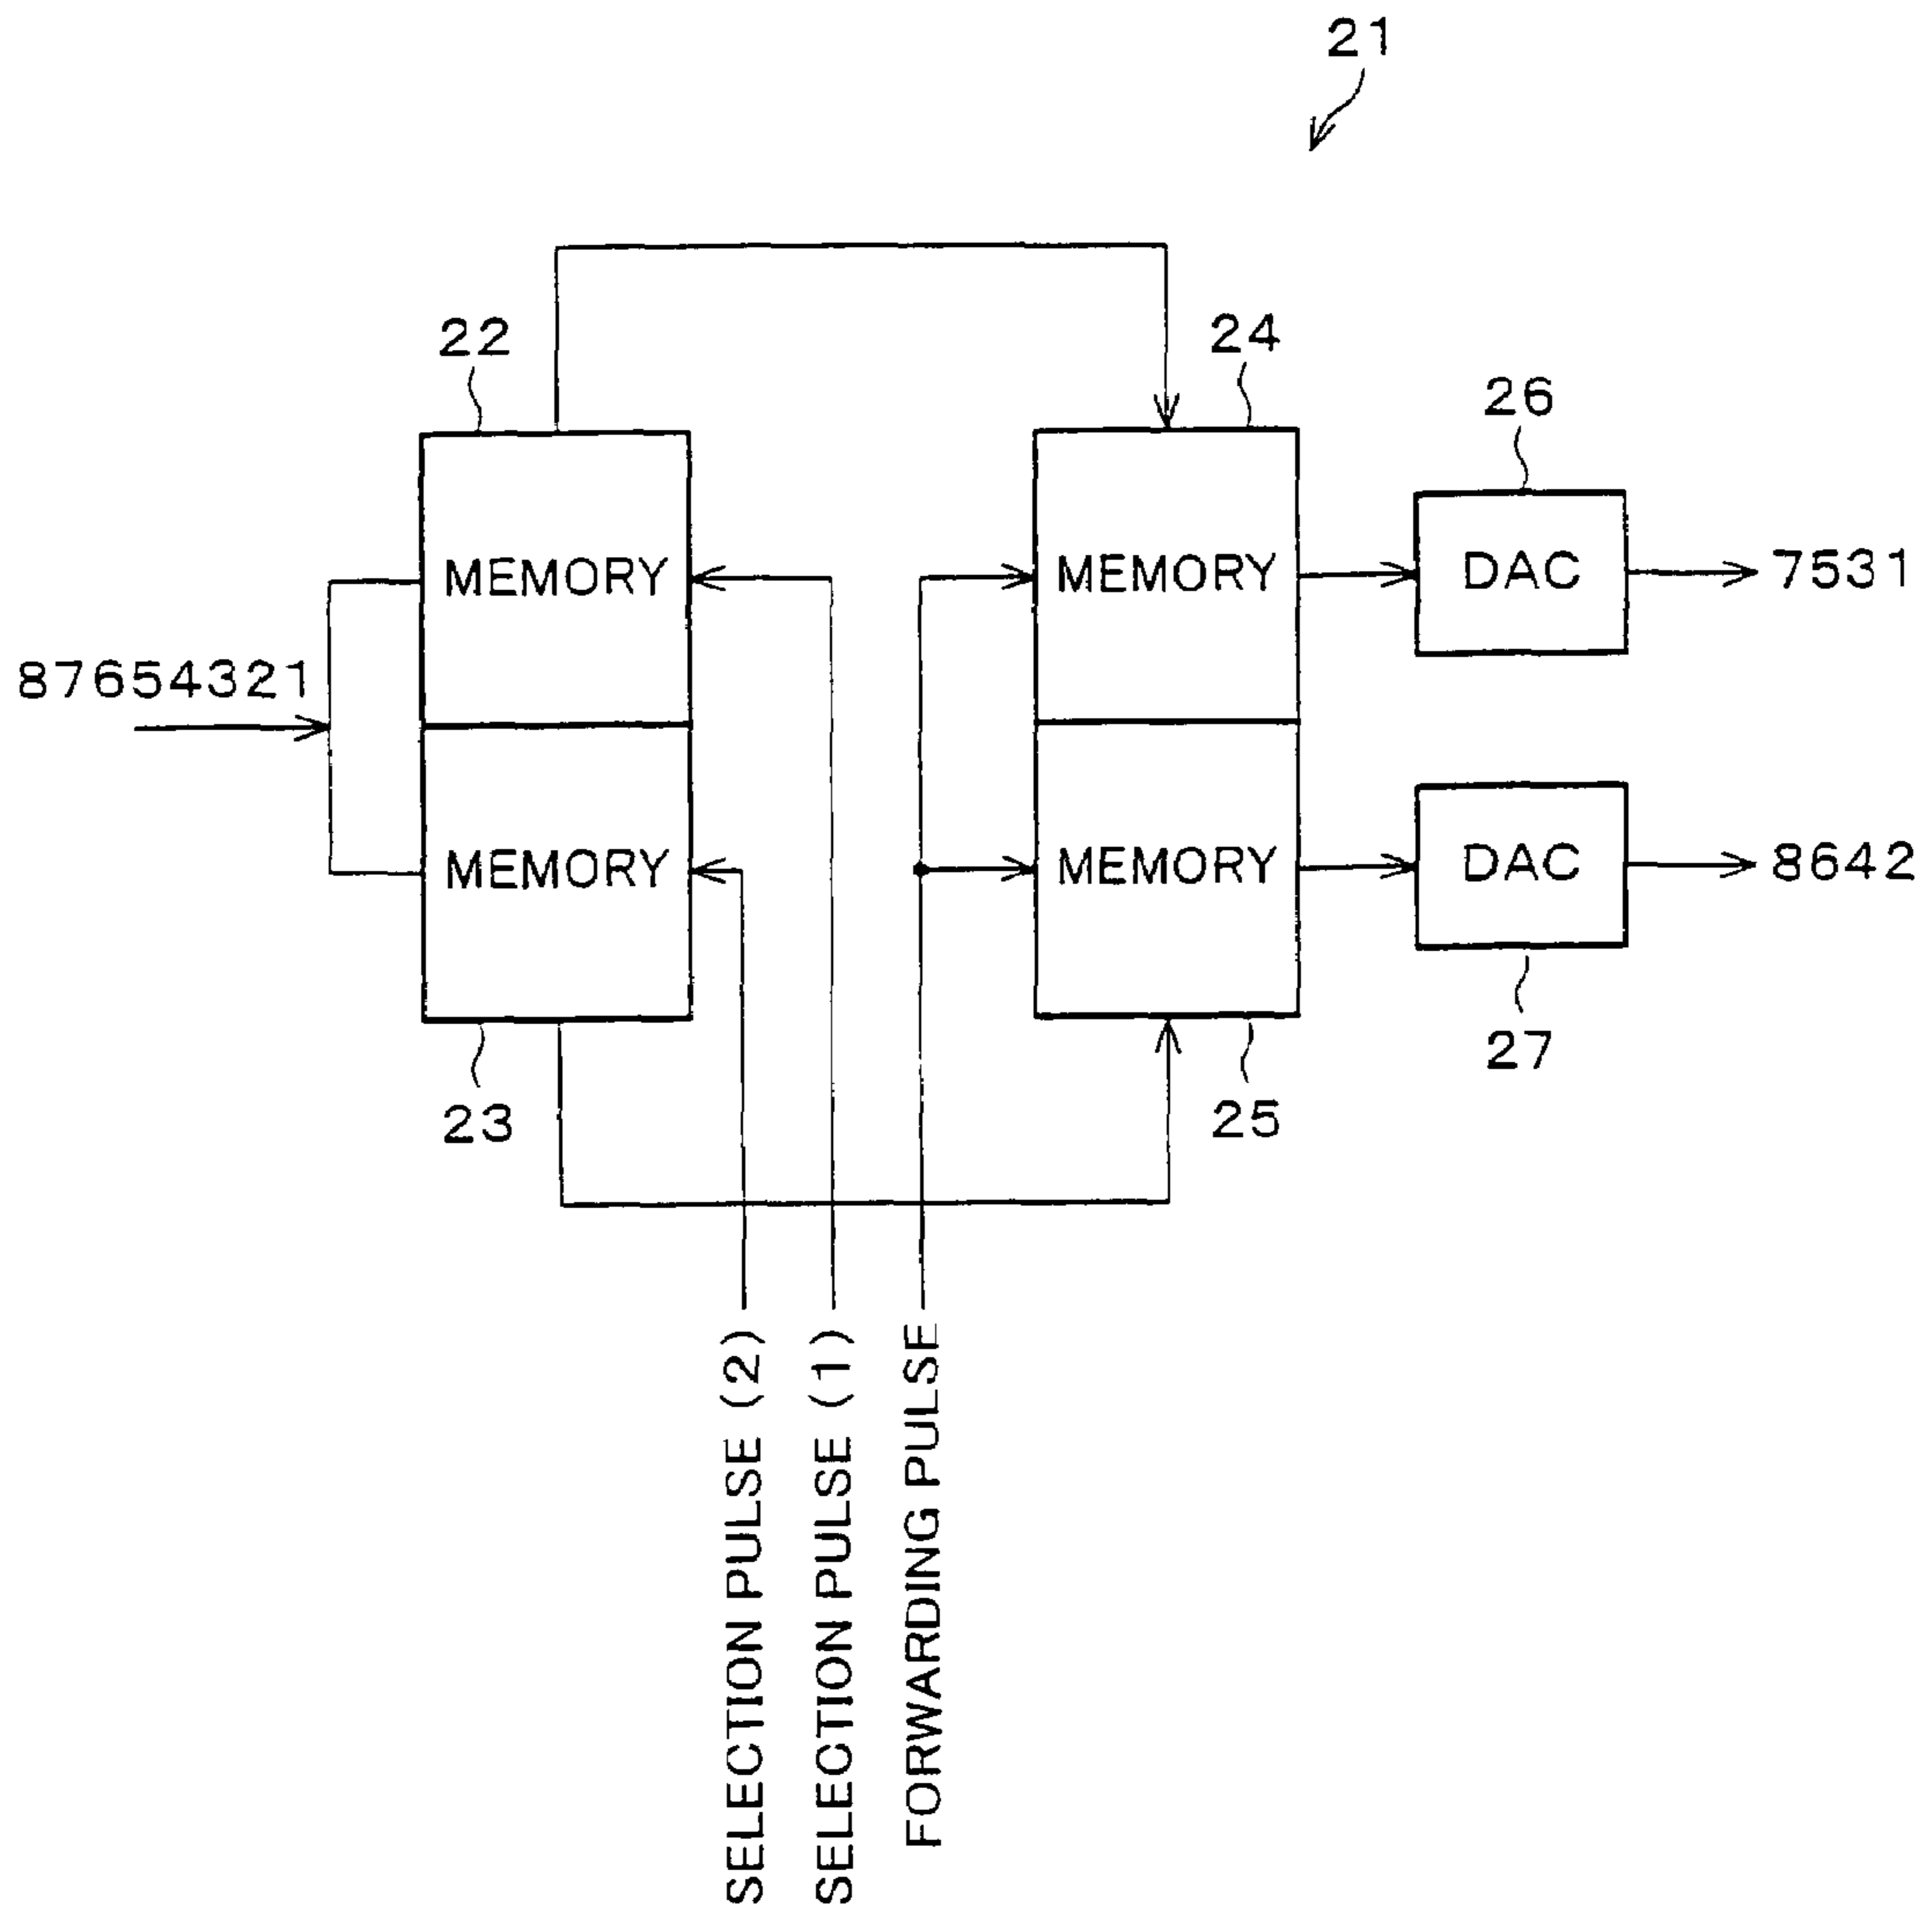 21
22
24
26
MEMORY
MEMORY
DAC
7531
87654321
MEMORY
MEMORY
DAC
8642
27
23
25
SELECTION PULSE (2)
SELECTION PULSE (1)
FORWARDING PULSE